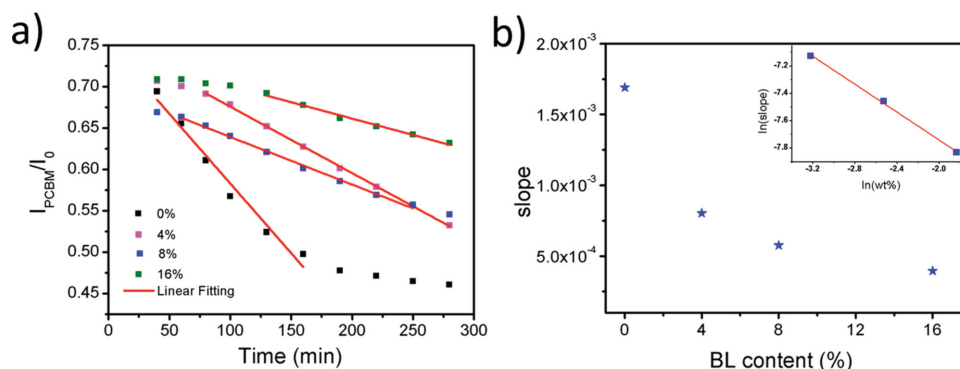 a)
0.75
0.70
0.65
0.60
0.55
0.50
0.45
I_PCBM/I_0
0%
4%
8%
16%
Linear Fitting
0 50 100 150 200 250 300
Time (min)
b)
2.0x10⁻³
1.5x10⁻³
1.0x10⁻³
5.0x10⁻⁴
slope
0 4 8 12 16
BL content (%)
-7.2
-7.4
-7.6
-7.8
ln(slope)
-3.2 -2.8 -2.4 -2.0
ln(wt%)